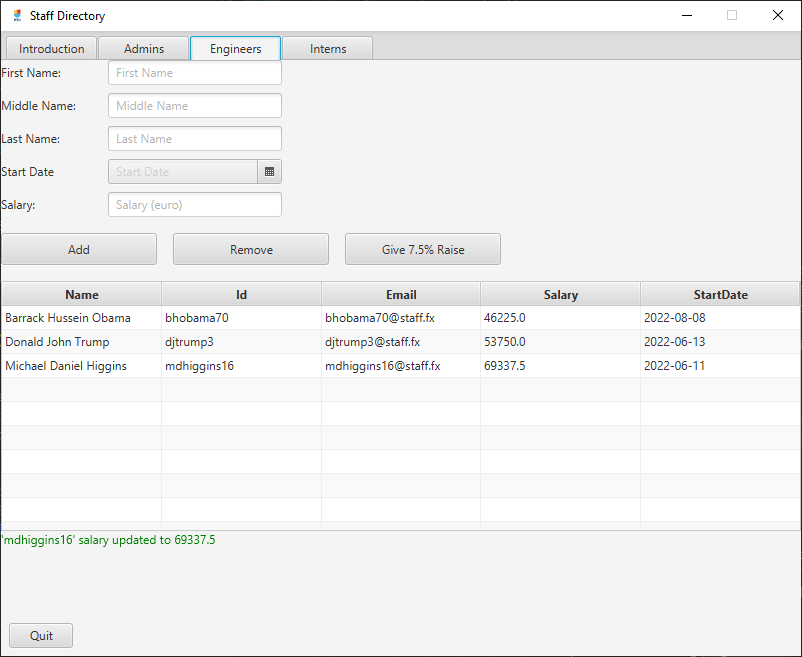 Staff Directory
Introduction Admins Engineers Interns
First Name: First Name
Middle Name: Middle Name
Last Name: Last Name
Start Date Start Date
Salary: Salary (euro)
Add Remove Give 7.5% Raise
Name Id Email Salary StartDate
Barrack Hussein Obama bhobama70 bhobama70@staff.fx 46225.0 2022-08-08
Donald John Trump djtrump3 djtrump3@staff.fx 53750.0 2022-06-13
Michael Daniel Higgins mdhiggins16 mdhiggins16@staff.fx 69337.5 2022-06-11
'mdhiggins16' salary updated to 69337.5
Quit